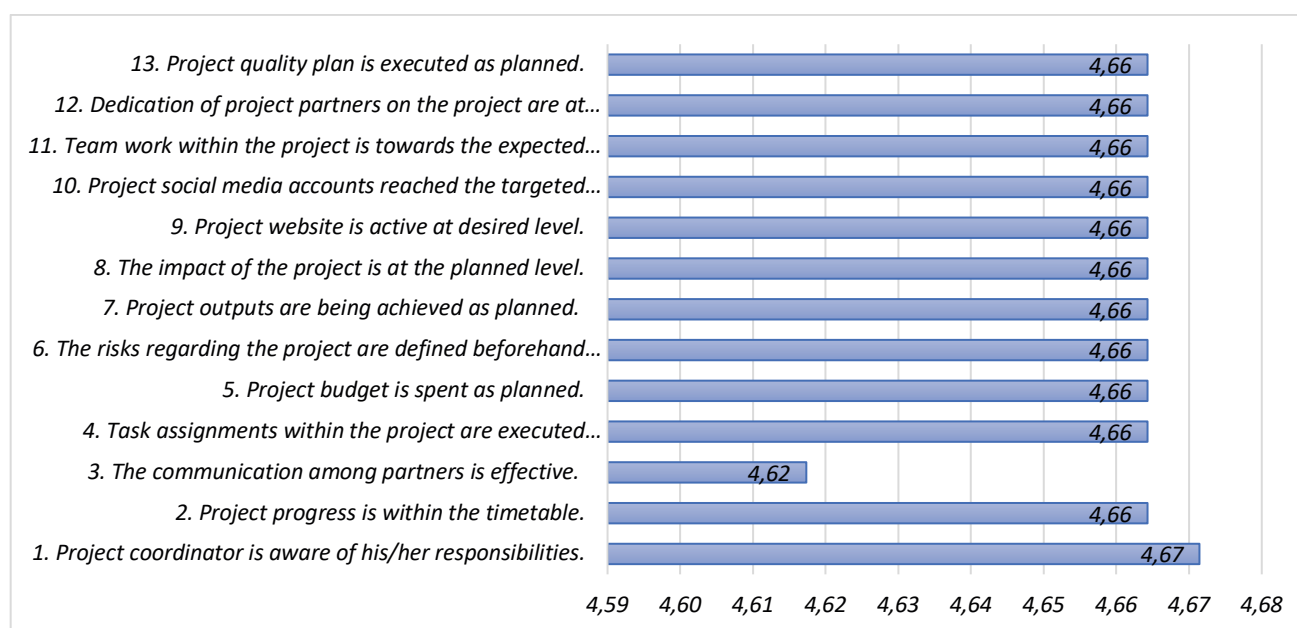 13. Project quality plan is executed as planned. 4,66
12. Dedication of project partners on the project are at... 4,66
11. Team work within the project is towards the expected... 4,66
10. Project social media accounts reached the targeted... 4,66
9. Project website is active at desired level. 4,66
8. The impact of the project is at the planned level. 4,66
7. Project outputs are being achieved as planned. 4,66
6. The risks regarding the project are defined beforehand... 4,66
5. Project budget is spent as planned. 4,66
4. Task assignments within the project are executed... 4,66
3. The communication among partners is effective. 4,62
2. Project progress is within the timetable. 4,66
1. Project coordinator is aware of his/her responsibilities. 4,67
4,59 4,60 4,61 4,62 4,63 4,64 4,65 4,66 4,67 4,68